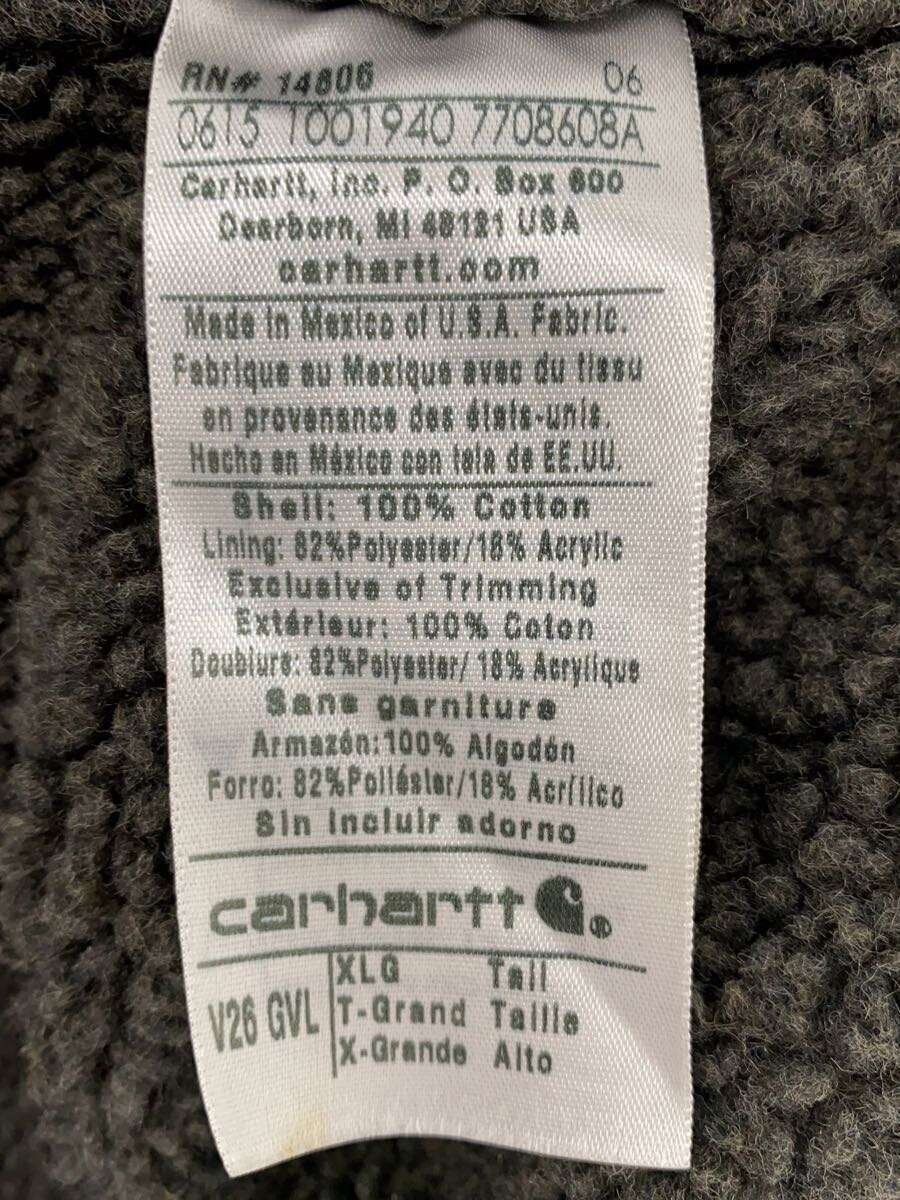 RN# 14806 06
0615 1001940 7708608A
Carhartt, Inc. P. O. Box 600
Dearborn, MI 48121 USA
carhartt.com
Made in Mexico of U.S.A. Fabric.
Fabrique au Mexique avec du tissu
en provenance des états-unis.
Hecho en México con tela de EE.UU.
Shell: 100% Cotton
Lining: 82%Polyester/18% Acrylic
Exclusive of Trimming
Extérieur: 100% Coton
Doublure: 82%Polyester/ 18% Acrylique
Sans garniture
Armazón:100% Algodón
Forro: 82%Poliéster/18% Acrílico
Sin incluir adorno
carhartt ®
V26 GVL
XLG Tall
T-Grand Taille
X-Grande Alto